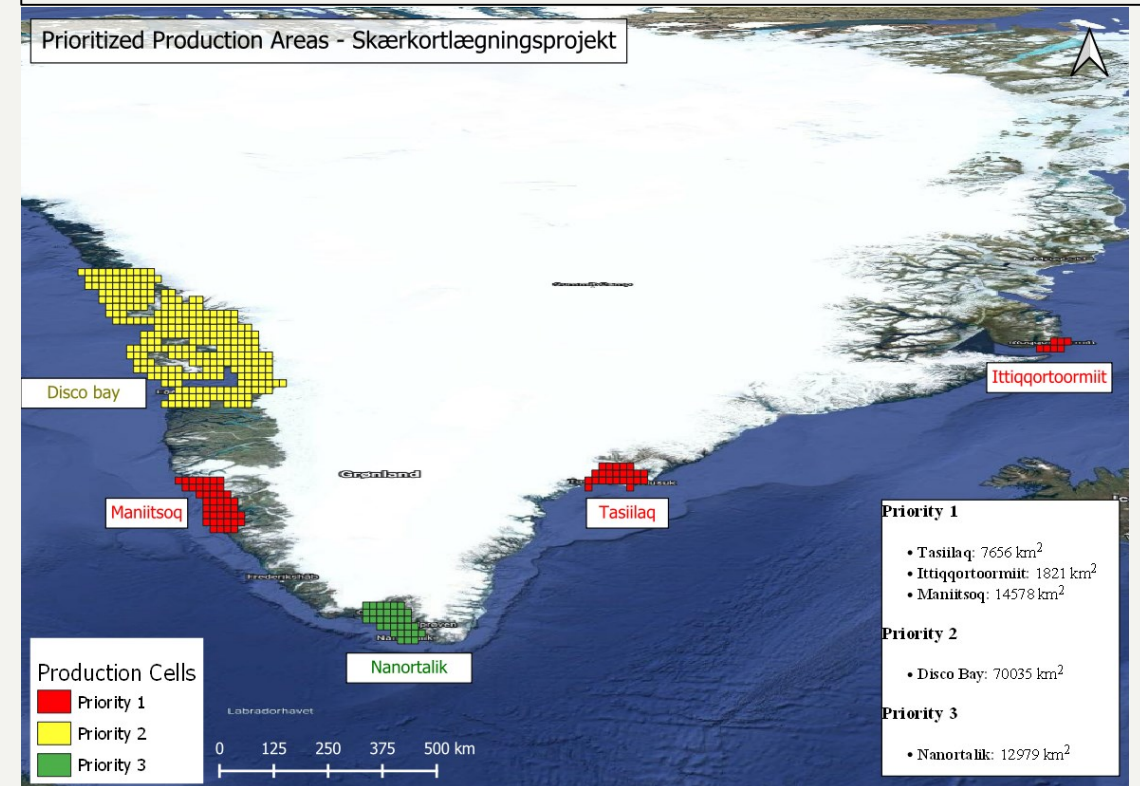 Prioritized Production Areas - Skærkortlægningsprojekt
Disco bay
Ittiqqortoormiit
Grønland
Maniitsoq
Tasiilaq
Frederikshåb
Nanortalik
Labradorhavet
Production Cells
Priority 1
Priority 2
Priority 3
0 125 250 375 500 km
Priority 1
• Tasiilaq: 7656 km²
• Ittiqqortoormiit: 1821 km²
• Maniitsoq: 14578 km²
Priority 2
• Disco Bay: 70035 km²
Priority 3
• Nanortalik: 12979 km²